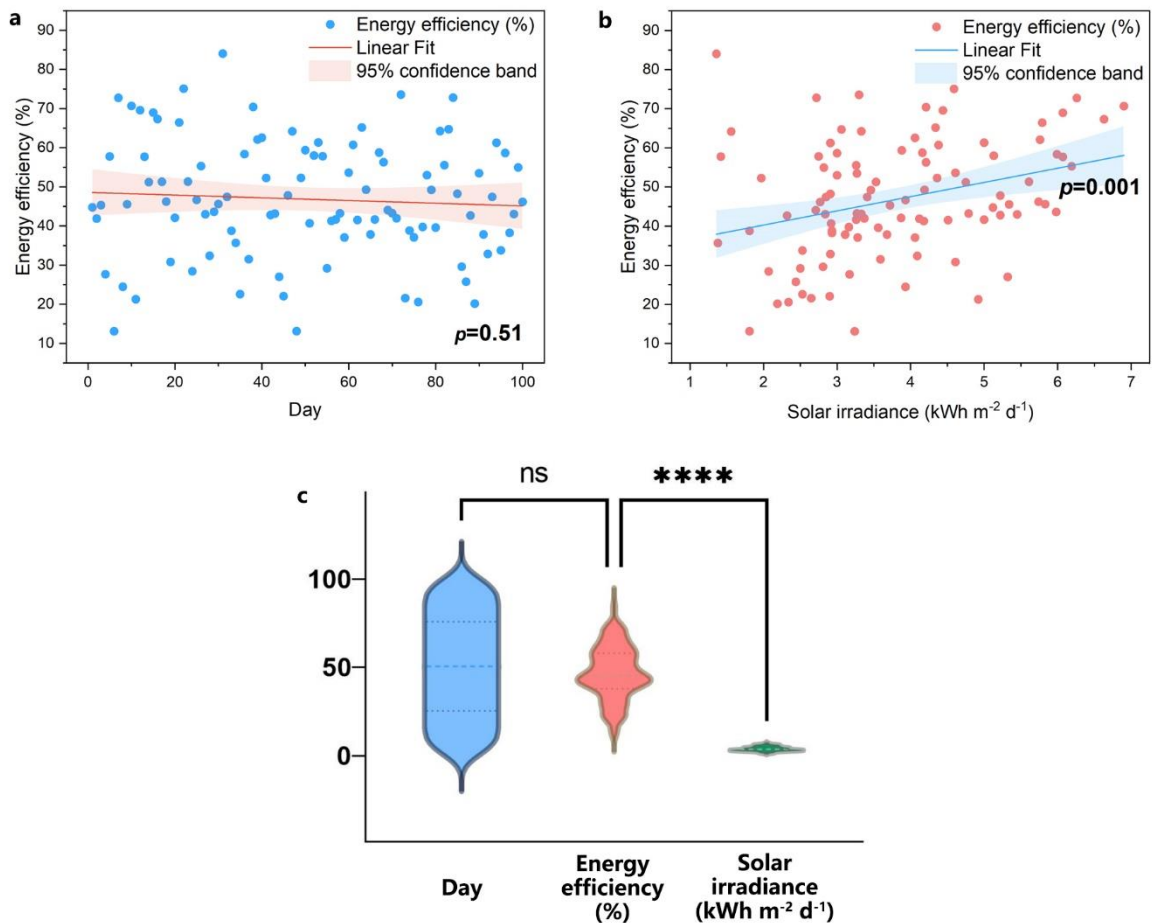 a
Energy efficiency (%)
Linear Fit
95% confidence band
90
80
70
60
50
40
30
20
10
Energy efficiency (%)
p=0.51
0
20
40
60
80
100
Day
b
Energy efficiency (%)
Linear Fit
95% confidence band
90
80
70
60
50
40
30
20
10
Energy efficiency (%)
p=0.001
1
2
3
4
5
6
7
Solar irradiance (kWh m⁻² d⁻¹)
c
ns
****
100
50
0
Day
Energy
efficiency
(%)
Solar
irradiance
(kWh m⁻² d⁻¹)